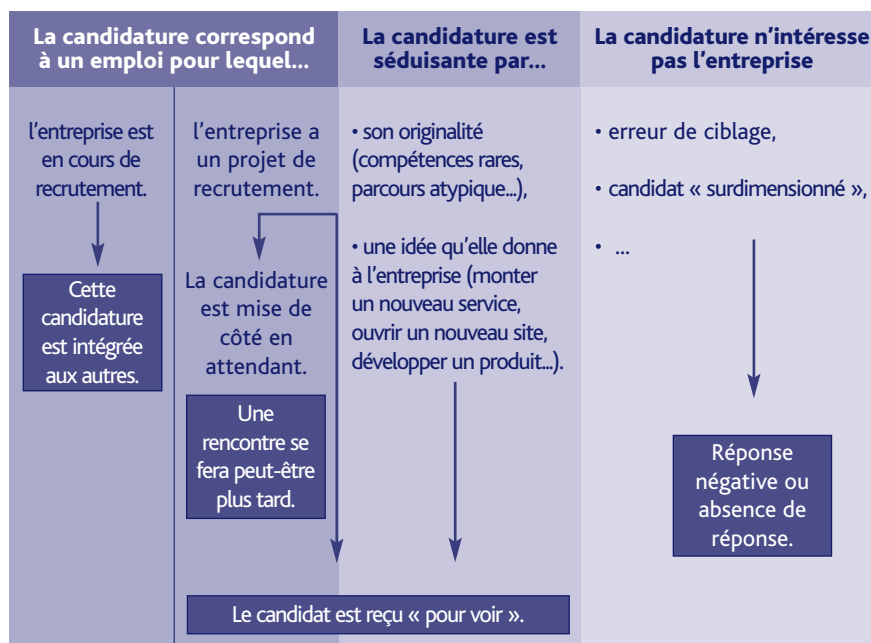 La candidature correspond
à un emploi pour lequel...
La candidature est
séduisante par...
La candidature n’intéresse
pas l’entreprise
l’entreprise est
en cours de
recrutement.
Cette
candidature
est intégrée
aux autres.
l’entreprise a
un projet de
recrutement.
La candidature
est mise de
côté en
attendant.
Une
rencontre se
fera peut-être
plus tard.
• son originalité
(compétences rares,
parcours atypique...),
• une idée qu’elle donne
à l’entreprise (monter
un nouveau service,
ouvrir un nouveau site,
développer un produit...).
Le candidat est reçu « pour voir ».
• erreur de ciblage,
• candidat « surdimensionné »,
• ...
Réponse
négative ou
absence de
réponse.